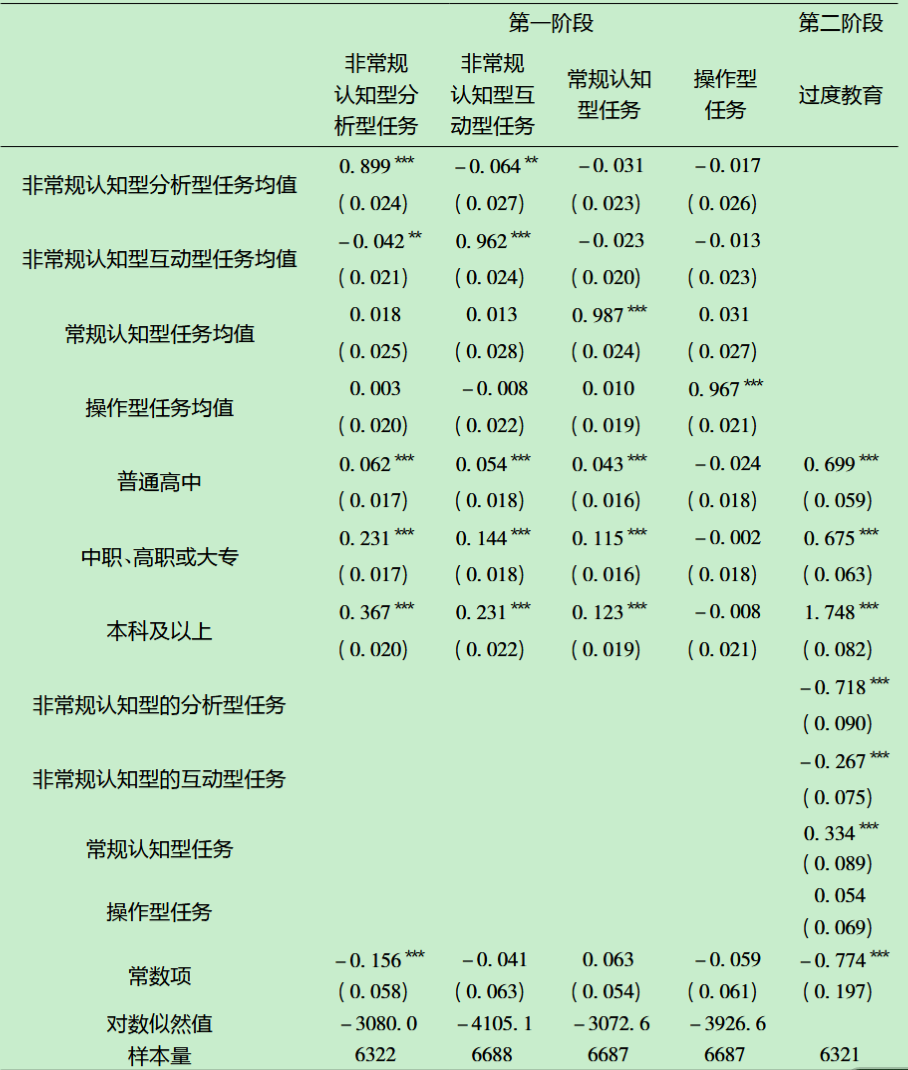 第一阶段 第二阶段
非常规认知型分析型任务 非常规认知型互动型任务 常规认知型任务 操作型任务 过度教育
非常规认知型分析型任务均值 0. 899 *** －0. 064 ** －0. 031 －0. 017
( 0. 024) ( 0. 027) ( 0. 023) ( 0. 026)
非常规认知型互动型任务均值 －0. 042 ** 0. 962 *** －0. 023 －0. 013
( 0. 021) ( 0. 024) ( 0. 020) ( 0. 023)
常规认知型任务均值 0. 018 0. 013 0. 987 *** 0. 031
( 0. 025) ( 0. 028) ( 0. 024) ( 0. 027)
操作型任务均值 0. 003 －0. 008 0. 010 0. 967 ***
( 0. 020) ( 0. 022) ( 0. 019) ( 0. 021)
普通高中 0. 062 *** 0. 054 *** 0. 043 *** －0. 024 0. 699 ***
( 0. 017) ( 0. 018) ( 0. 016) ( 0. 018) ( 0. 059)
中职、高职或大专 0. 231 *** 0. 144 *** 0. 115 *** －0. 002 0. 675 ***
( 0. 017) ( 0. 018) ( 0. 016) ( 0. 018) ( 0. 063)
本科及以上 0. 367 *** 0. 231 *** 0. 123 *** －0. 008 1. 748 ***
( 0. 020) ( 0. 022) ( 0. 019) ( 0. 021) ( 0. 082)
非常规认知型的分析型任务 －0. 718 ***
( 0. 090)
非常规认知型的互动型任务 －0. 267 ***
( 0. 075)
常规认知型任务 0. 334 ***
( 0. 089)
操作型任务 0. 054
( 0. 069)
常数项 －0. 156 *** －0. 041 0. 063 －0. 059 －0. 774 ***
( 0. 058) ( 0. 063) ( 0. 054) ( 0. 061) ( 0. 197)
对数似然值 －3080. 0 －4105. 1 －3072. 6 －3926. 6
样本量 6322 6688 6687 6687 6321